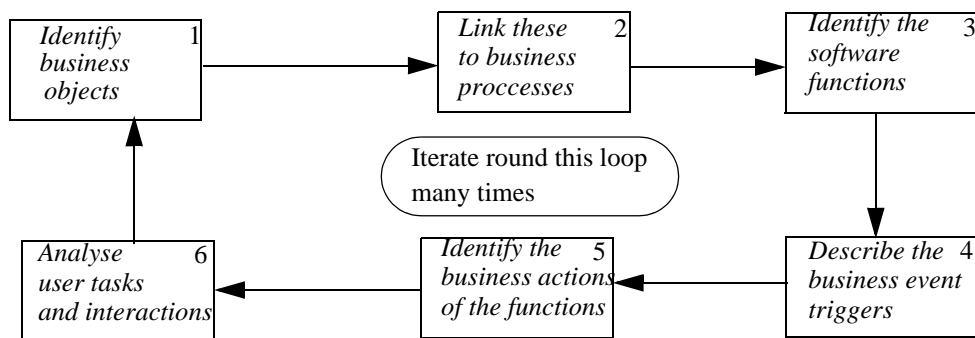 Identify 1
business
objects
Link these 2
to business
proccesses
Identify the 3
software
functions
Iterate round this loop
many times
Describe the 4
business event
triggers
Identify the 5
business actions
of the functions
Analyse 6
user tasks
and interactions